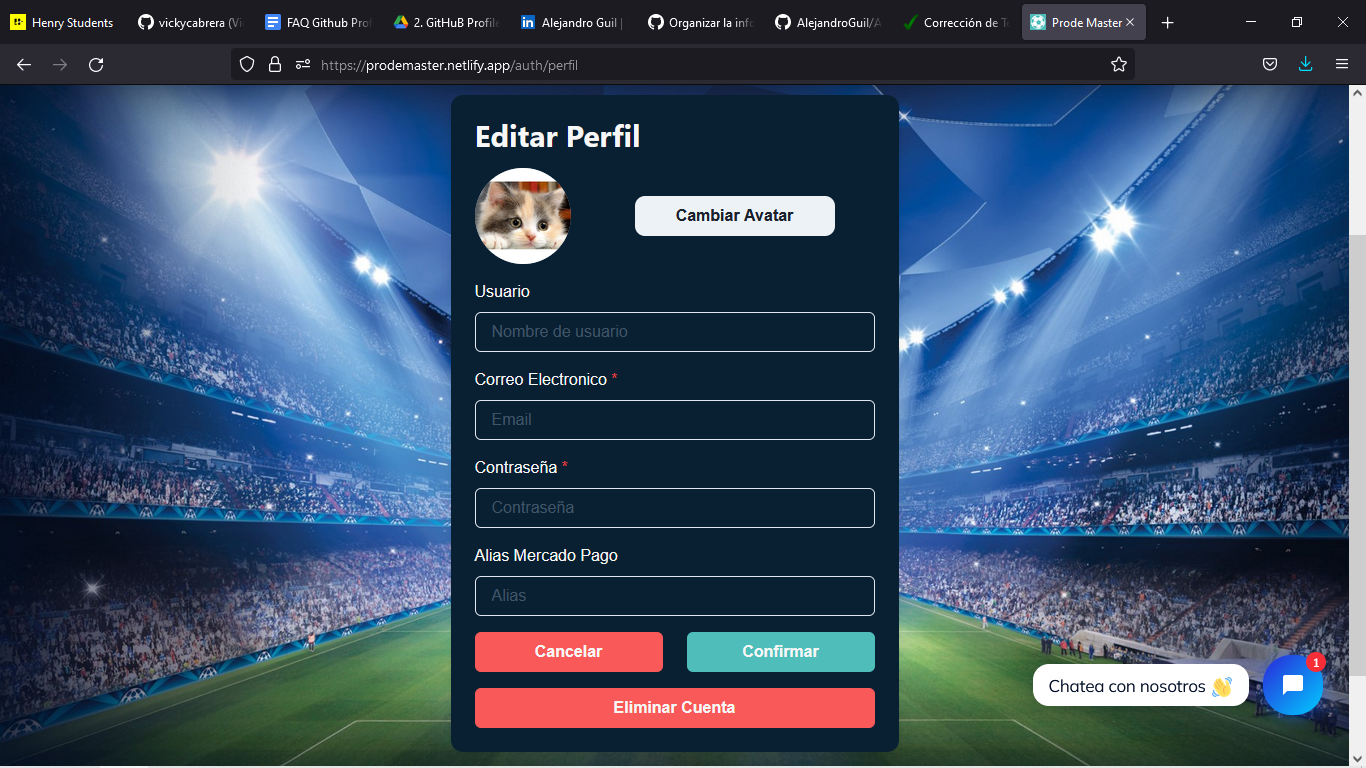 Henry Students
vickycabrera (Vi
FAQ Github Prof
2. GitHuB Profile
Alejandro Guil |
Organizar la info
AlejandroGuil/A
Corrección de Te
Prode Master
https://prodemaster.netlify.app/auth/perfil
Editar Perfil
Cambiar Avatar
Usuario
Nombre de usuario
Correo Electronico *
Email
Contraseña *
Contraseña
Alias Mercado Pago
Alias
Cancelar
Confirmar
Eliminar Cuenta
Chatea con nosotros 👋
1